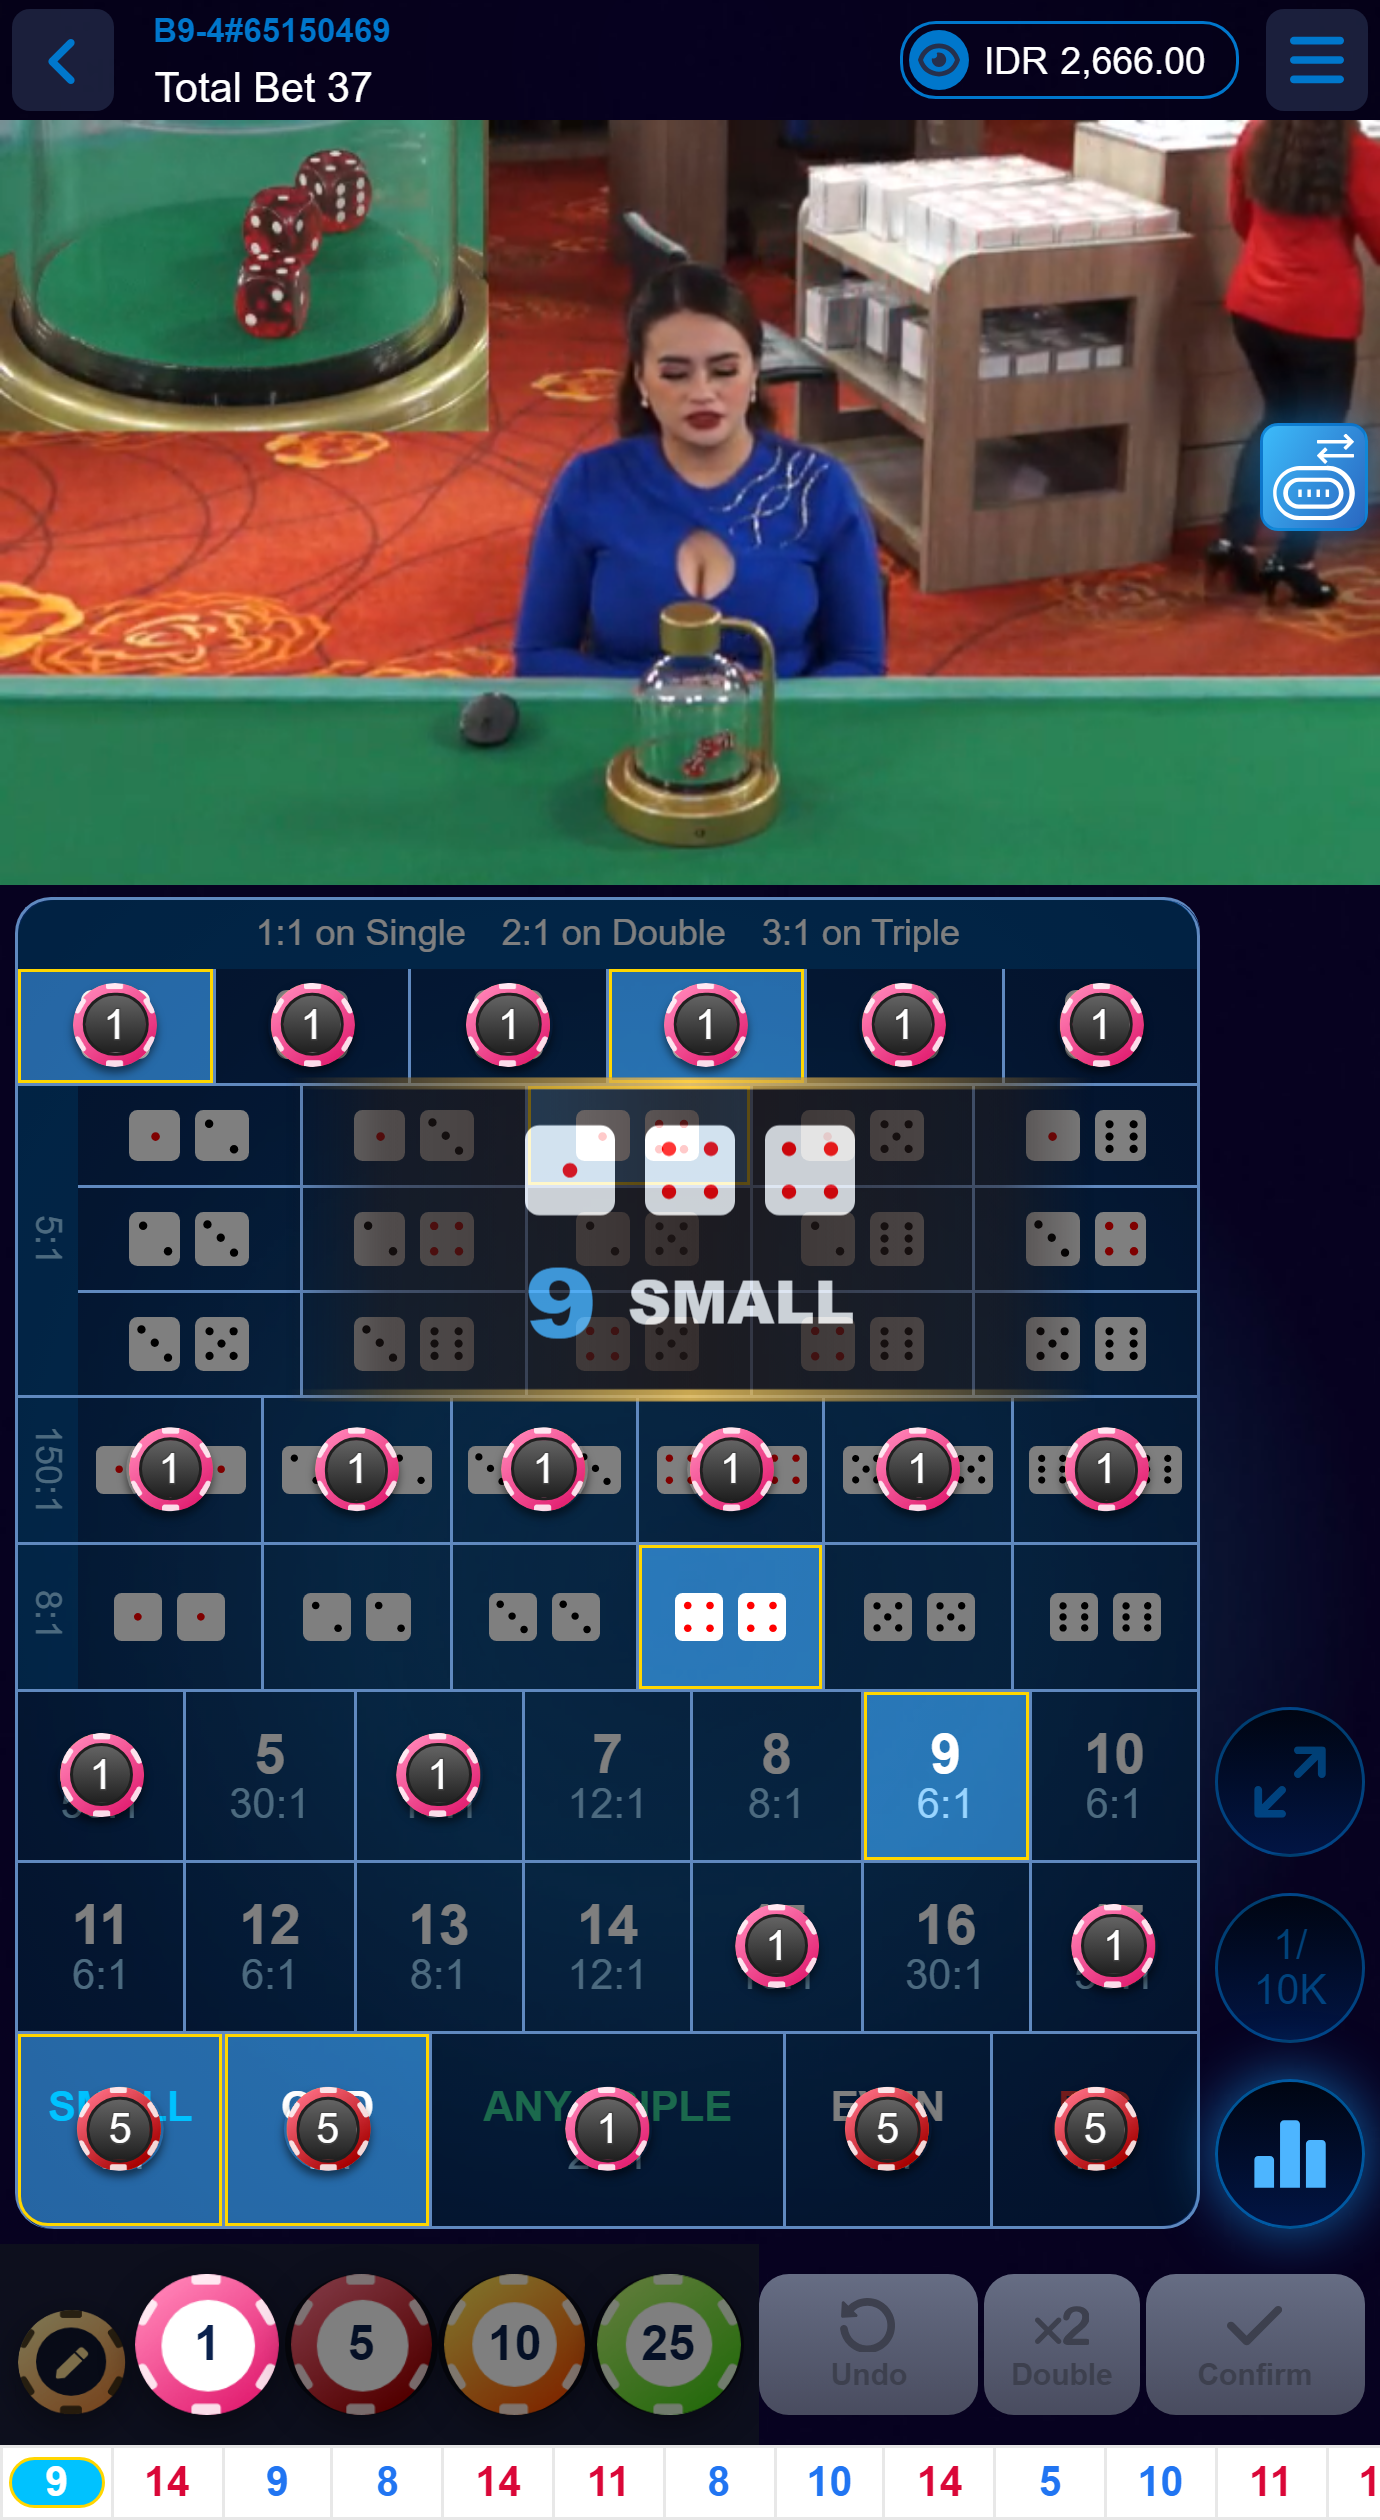 B9-4#65150469
Total Bet 37
IDR 2,666.00
1:1 on Single 2:1 on Double 3:1 on Triple
1 1 1 1 1 1
5:1
9 SMALL
150:1
1 1 1 1 1 1
8:1
1 5 1 7 8 9 10
30:1 12:1 8:1 6:1 6:1
11 12 13 14 1 16 1
6:1 6:1 8:1 12:1 30:1
1/
10K
5 5 1 5 5
1 5 10 25
x2
Undo Double Confirm
9 14 9 8 14 11 8 10 14 5 10 11